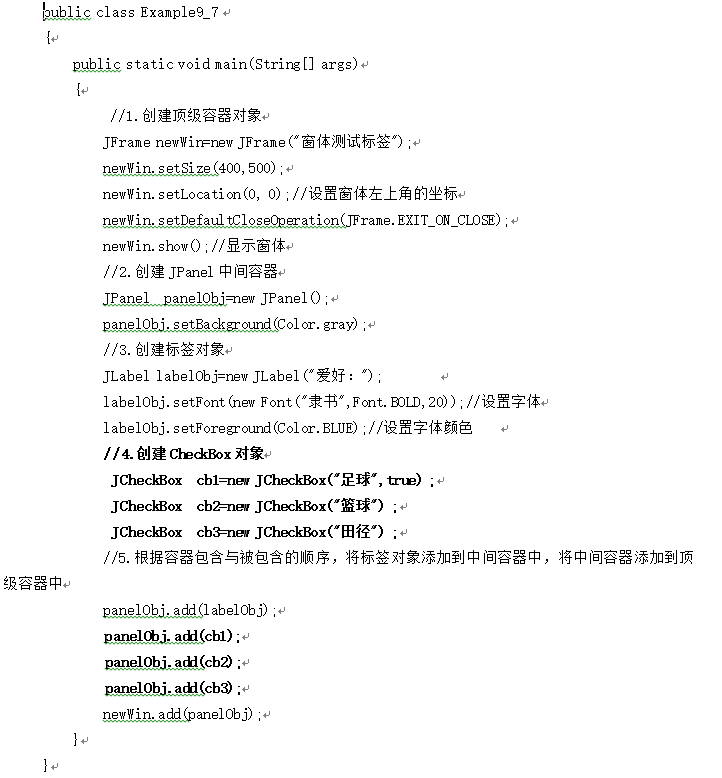 public class Example9_7
{
public static void main(String[] args)
{
//1.创建顶级容器对象
JFrame newWin=new JFrame("窗体测试标签");
newWin.setSize(400,500);
newWin.setLocation(0, 0);//设置窗体左上角的坐标
newWin.setDefaultCloseOperation(JFrame.EXIT_ON_CLOSE);
newWin.show();//显示窗体
//2.创建 JPanel 中间容器
JPanel  panelObj=new JPanel();
panelObj.setBackground(Color.gray);
//3.创建标签对象
JLabel labelObj=new JLabel("爱好：");
labelObj.setFont(new Font("隶书",Font.BOLD,20));//设置字体
labelObj.setForeground(Color.BLUE);//设置字体颜色
//4.创建 CheckBox 对象
JCheckBox  cb1=new JCheckBox("足球",true) ;
JCheckBox  cb2=new JCheckBox("篮球") ;
JCheckBox  cb3=new JCheckBox("田径") ;
//5.根据容器包含与被包含的顺序，将标签对象添加到中间容器中，将中间容器添加到顶
级容器中
panelObj.add(labelObj);
panelObj.add(cb1);
panelObj.add(cb2);
panelObj.add(cb3);
newWin.add(panelObj);
}
}